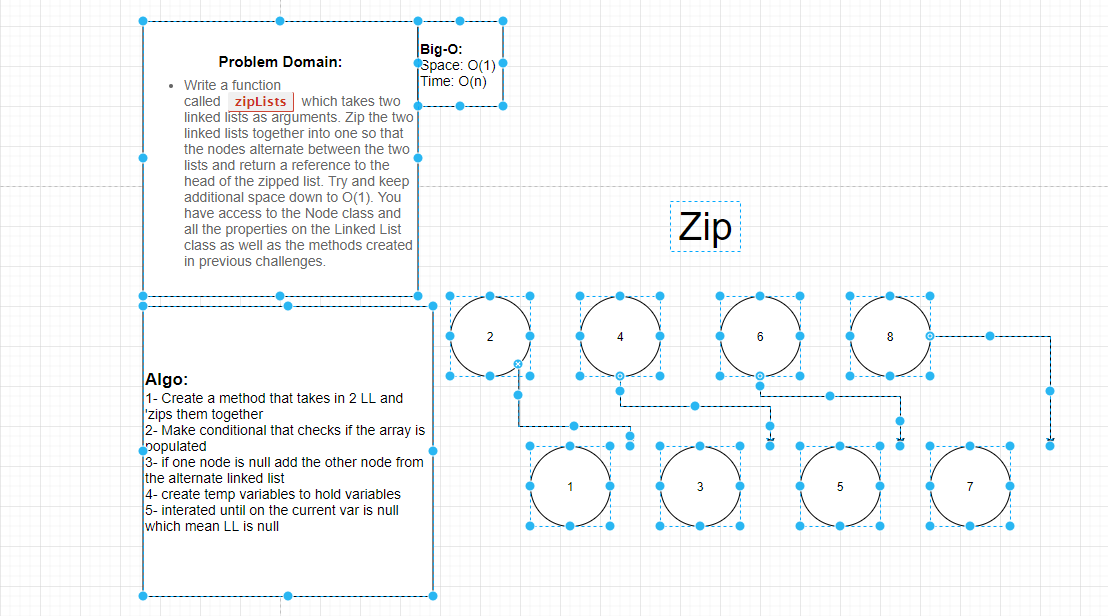 Problem Domain:
• Write a function
called zipLists which takes two
linked lists as arguments. Zip the two
linked lists together into one so that
the nodes alternate between the two
lists and return a reference to the
head of the zipped list. Try and keep
additional space down to O(1). You
have access to the Node class and
all the properties on the Linked List
class as well as the methods created
in previous challenges.
Big-O:
Space: O(1)
Time: O(n)
Zip
Algo:
1- Create a method that takes in 2 LL and
'zips them together
2- Make conditional that checks if the array is
populated
3- if one node is null add the other node from
the alternate linked list
4- create temp variables to hold variables
5- interated until on the current var is null
which mean LL is null
2 4 6 8
1 3 5 7